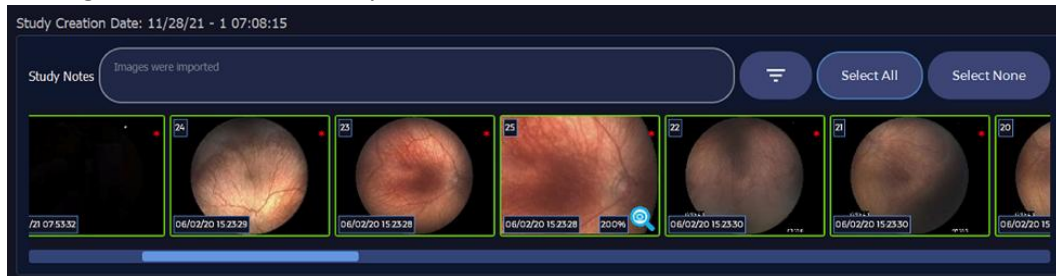 Study Creation Date: 11/28/21 - 1 07:08:15
Study Notes
Images were imported
Select All
Select None
24
23
25
22
21
20
/21 07:53:32
06/02/20 15:23:29
06/02/20 15:23:28
06/02/20 15:23:28
200%
06/02/20 15:23:30
06/02/20 15:23:30
06/02/20 15